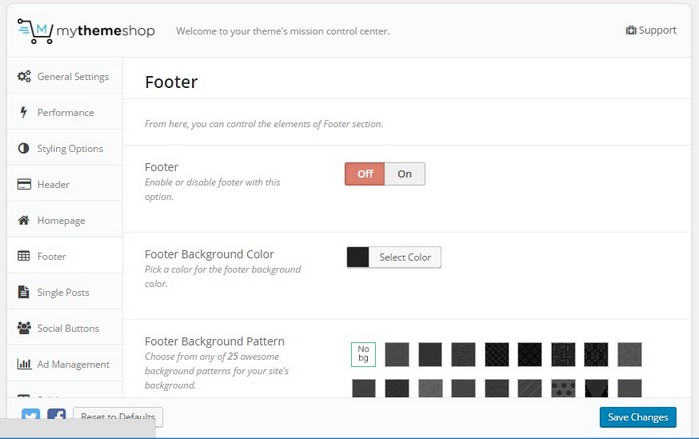 mythemeshop
Welcome to your theme's mission control center.
Support
General Settings
Performance
Styling Options
Header
Homepage
Footer
Single Posts
Social Buttons
Ad Management
Footer
From here, you can control the elements of Footer section.
Footer
Enable or disable footer with this
option.
Off On
Footer Background Color
Pick a color for the footer background
color.
Select Color
Footer Background Pattern
Choose from any of 25 awesome
background patterns for your site's
background.
No
bg
Reset to Defaults
Save Changes